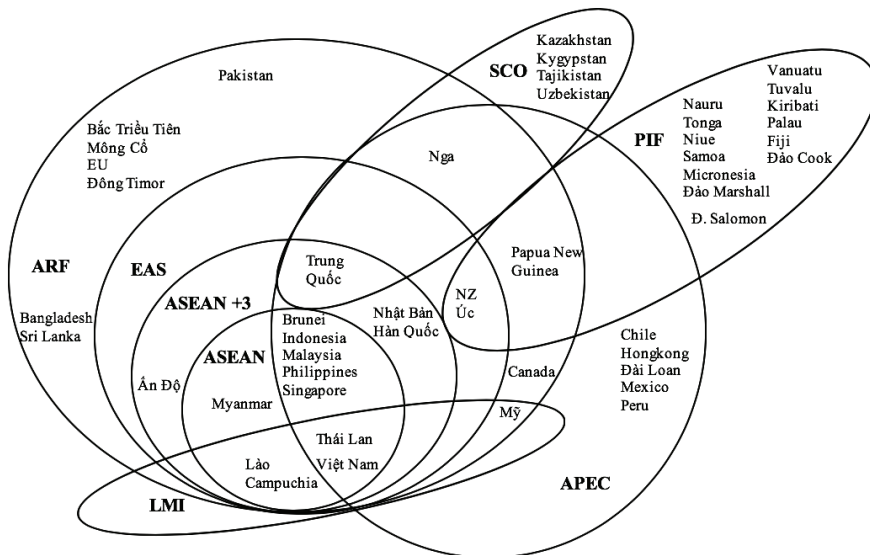 Kazakhstan
Kygypstan
Tajikistan
Uzbekistan
SCO
Vanuatu
Tuvalu
Kiribati
Palau
Fiji
Đảo Cook
Pakistan
Nauru
Tonga
Niue
Samoa
Micronesia
Đảo Marshall
Đ. Salomon
PIF
Bắc Triều Tiên
Mông Cổ
EU
Đông Timor
Nga
ARF
EAS
Trung
Quốc
Papua New
Guinea
ASEAN +3
NZ
Úc
Bangladesh
Sri Lanka
Nhật Bản
Hàn Quốc
Brunei
Indonesia
Malaysia
Philippines
Singapore
ASEAN
Chile
Hongkong
Đài Loan
Mexico
Peru
Ấn Độ
Canada
Myanmar
Mỹ
Thái Lan
Việt Nam
Lào
Campuchia
LMI
APEC